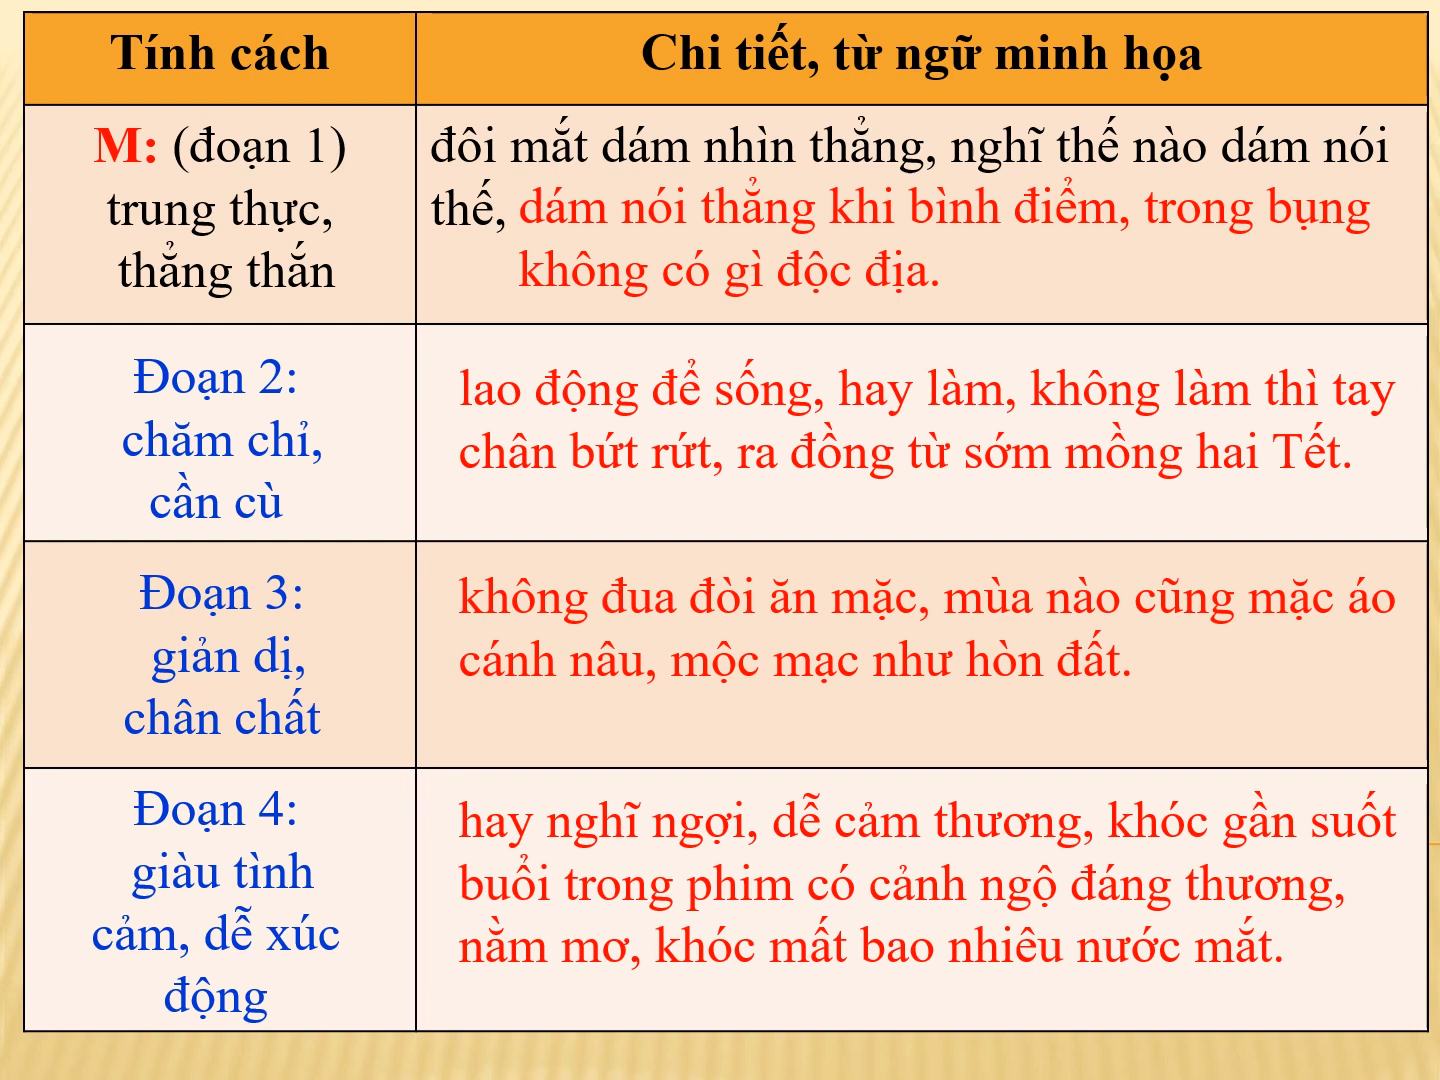 Tính cách
Chi tiết, từ ngữ minh họa
M: (đoạn 1)
trung thực,
thẳng thắn
đôi mắt dám nhìn thẳng, nghĩ thế nào dám nói
thế, dám nói thẳng khi bình điểm, trong bụng
không có gì độc địa.
Đoạn 2:
chăm chỉ,
cần cù
lao động để sống, hay làm, không làm thì tay
chân bứt rứt, ra đồng từ sớm mồng hai Tết.
Đoạn 3:
giản dị,
chân chất
không đua đòi ăn mặc, mùa nào cũng mặc áo
cánh nâu, mộc mạc như hòn đất.
Đoạn 4:
giàu tình
cảm, dễ xúc
động
hay nghĩ ngợi, dễ cảm thương, khóc gần suốt
buổi trong phim có cảnh ngộ đáng thương,
nằm mơ, khóc mất bao nhiêu nước mắt.